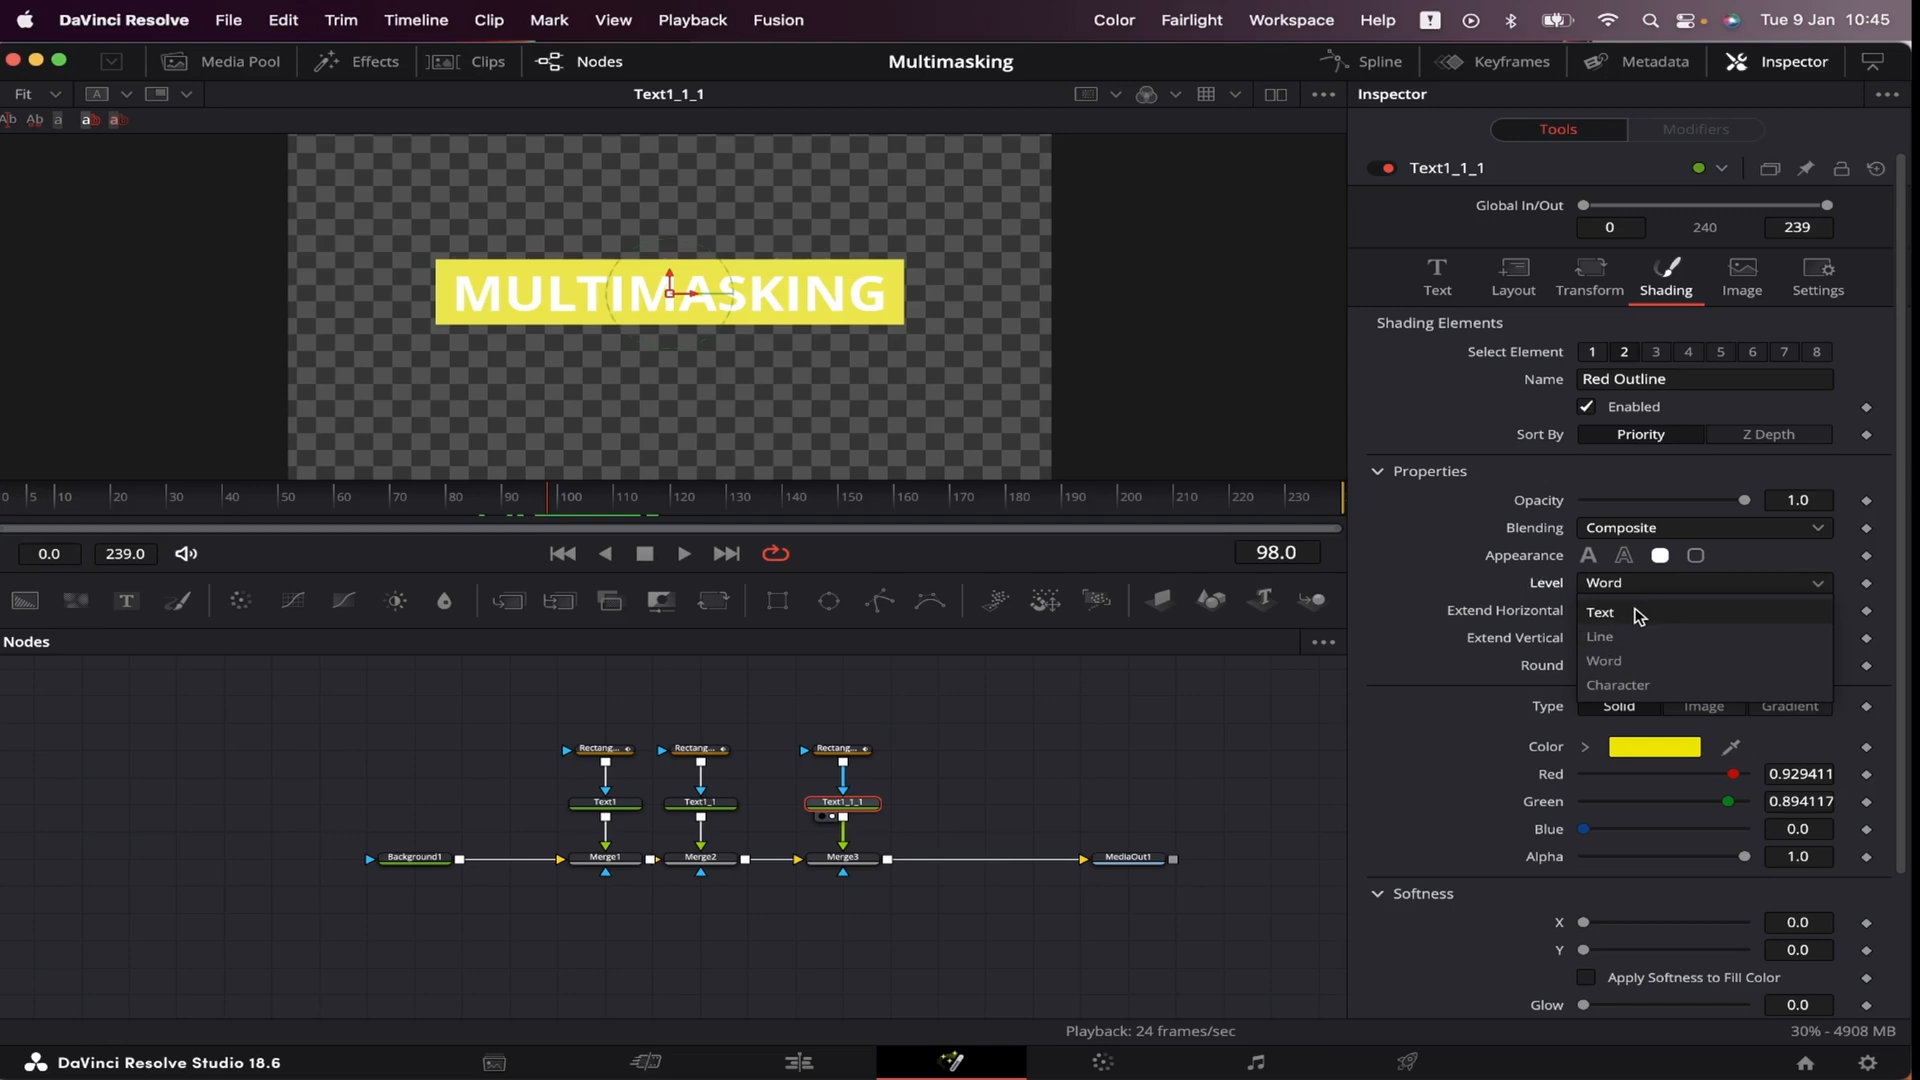 DaVinci Resolve File Edit Trim Timeline Clip Mark View Playback Fusion Color Fairlight Workspace Help Tue 9 Jan 10:45
Media Pool Effects Clips Nodes Multimasking Spline Keyframes Metadata Inspector
Fit A Text1_1_1 Inspector
Ab Ab a ab ab
Tools Modifiers
Text1_1_1
Global In/Out
0 240 239
Text Layout Transform Shading Image Settings
MULTIMASKING
Shading Elements
Select Element 1 2 3 4 5 6 7 8
Name Red Outline
Enabled
Sort By Priority Z Depth
Properties
Opacity 1.0
Blending Composite
Appearance A A
Level Word
Text
Line
Word
Character
Extend Horizontal
Extend Vertical
Round
Type Solid Image Gradient
Color
Red 0.929411
Green 0.894117
Blue 0.0
Alpha 1.0
Softness
X 0.0
Y 0.0
Apply Softness to Fill Color
Glow 0.0
0 5 10 20 30 40 50 60 70 80 90 100 110 120 130 140 150 160 170 180 190 200 210 220 230
0.0 239.0 98.0
T
Nodes
Rectang... Rectang... Rectang...
Text1 Text1_1 Text1_1_1
Background1 Merge1 Merge2 Merge3 MediaOut1
Playback: 24 frames/sec 30% - 4908 MB
DaVinci Resolve Studio 18.6